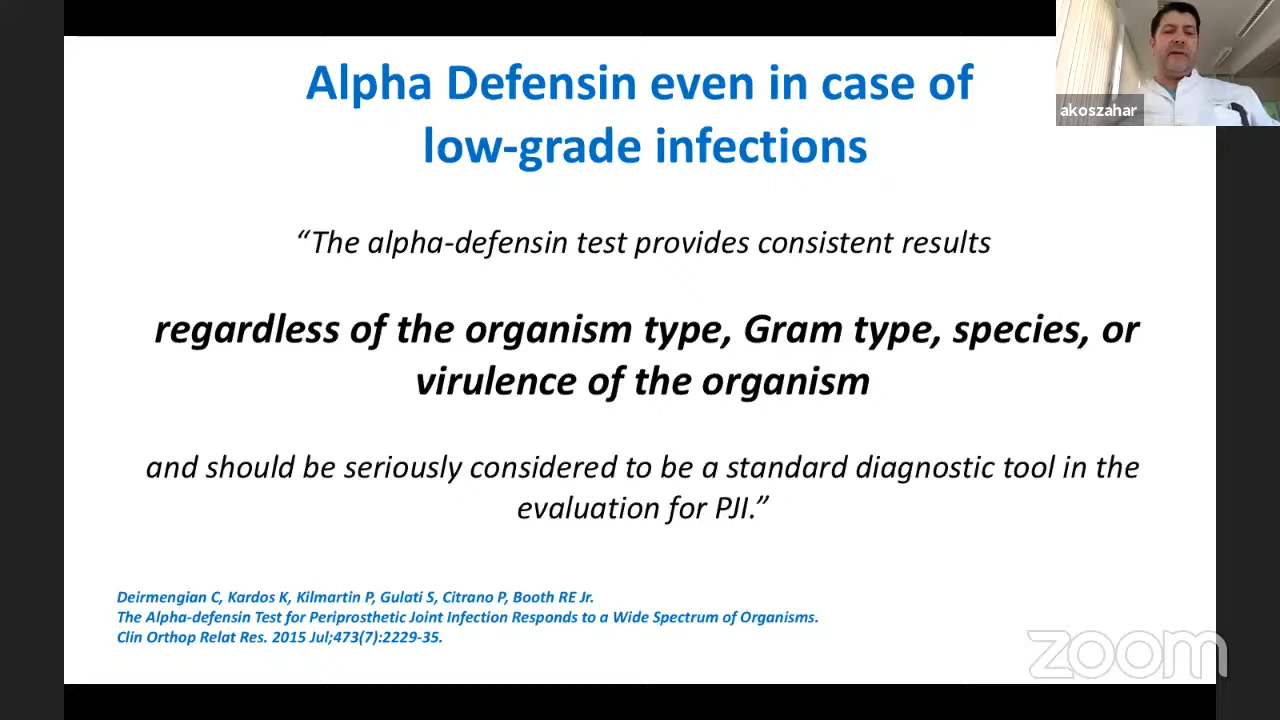 Alpha Defensin even in case of
low-grade infections
akoszahar
“The alpha-defensin test provides consistent results
regardless of the organism type, Gram type, species, or
virulence of the organism
and should be seriously considered to be a standard diagnostic tool in the
evaluation for PJI.”
Deirmengian C, Kardos K, Kilmartin P, Gulati S, Citrano P, Booth RE Jr.
The Alpha-defensin Test for Periprosthetic Joint Infection Responds to a Wide Spectrum of Organisms.
Clin Orthop Relat Res. 2015 Jul;473(7):2229-35.
zoom